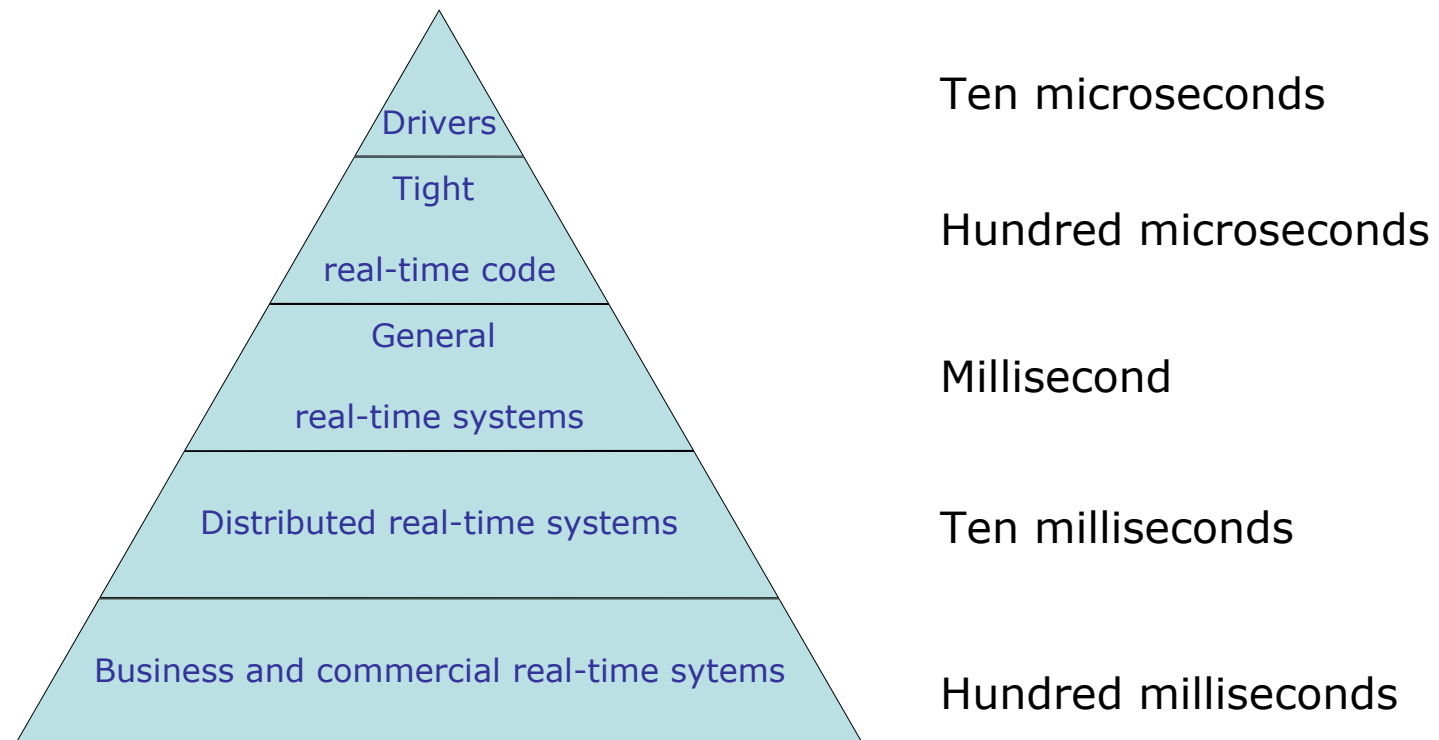 Drivers
Ten microseconds
Tight
real-time code
Hundred microseconds
General
real-time systems
Millisecond
Distributed real-time systems
Ten milliseconds
Business and commercial real-time sytems
Hundred milliseconds